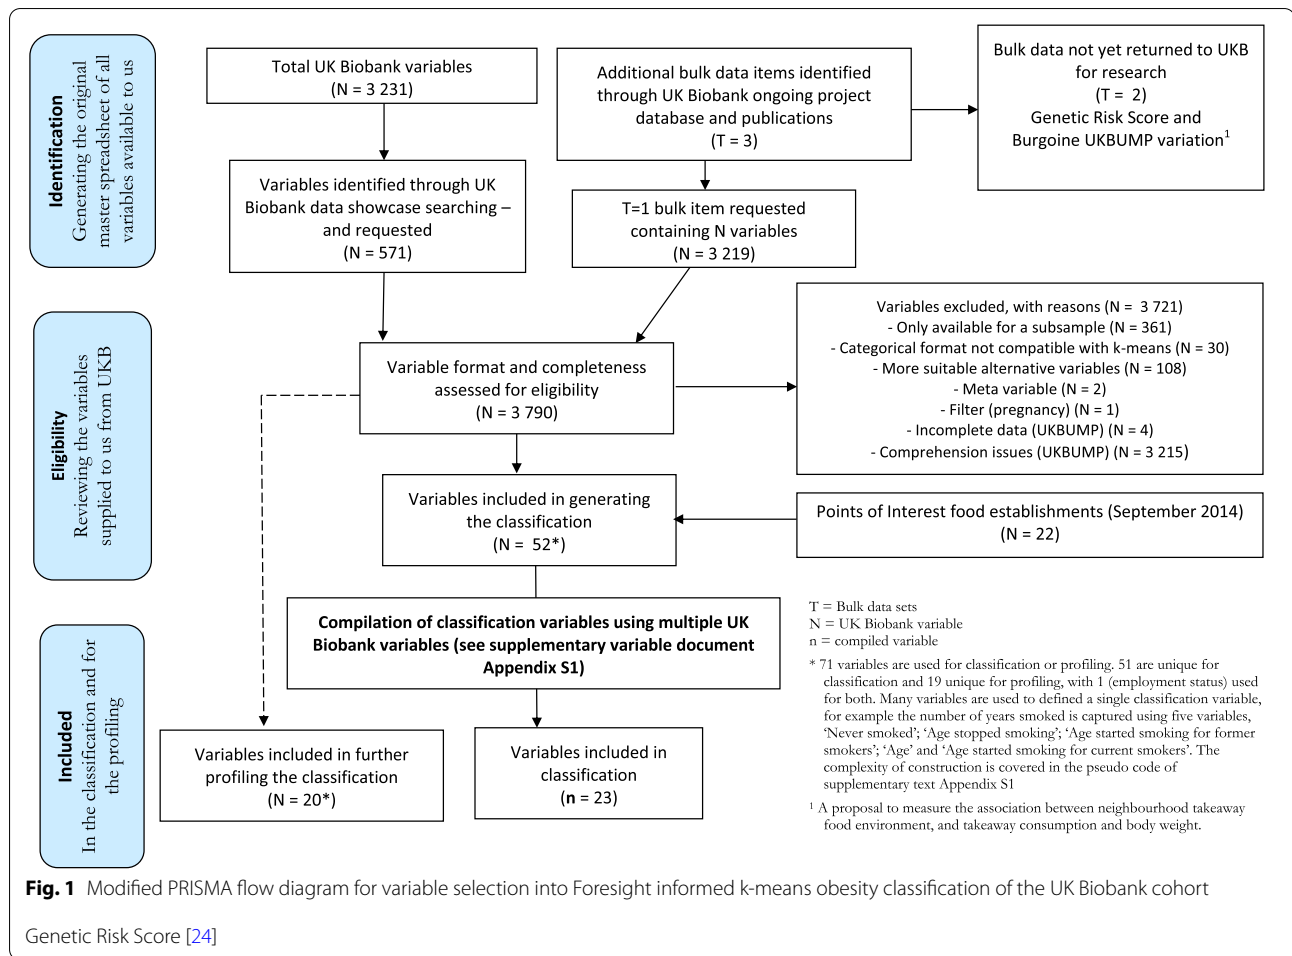 Identification
Generating the original
master spreadsheet of all
variables available to us
Total UK Biobank variables
(N = 3 231)
Additional bulk data items identified
through UK Biobank ongoing project
database and publications
(T = 3)
Bulk data not yet returned to UKB
for research
(T =  2)
Genetic Risk Score and
Burgoine UKBUMP variation1
Variables identified through UK
Biobank data showcase searching –
and requested
(N = 571)
T=1 bulk item requested
containing N variables
(N = 3 219)
Eligibility
Reviewing the variables
supplied to us from UKB
Variable format and completeness
assessed for eligibility
(N = 3 790)
Variables excluded, with reasons (N =  3 721)
- Only available for a subsample (N = 361)
- Categorical format not compatible with k-means (N = 30)
- More suitable alternative variables (N = 108)
- Meta variable (N = 2)
- Filter (pregnancy) (N = 1)
- Incomplete data (UKBUMP) (N = 4)
- Comprehension issues (UKBUMP) (N = 3 215)
Variables included in generating
the classification
(N =  52*)
Points of Interest food establishments (September 2014)
(N = 22)
Included
In the classification and for
the profiling
Compilation of classification variables using multiple UK
Biobank variables (see supplementary variable document
Appendix S1)
Variables included in further
profiling the classification
(N = 20*)
Variables included in
classification
(n = 23)
T = Bulk data sets
N = UK Biobank variable
n = compiled variable
* 71 variables are used for classification or profiling. 51 are unique for
classification and 19 unique for profiling, with 1 (employment status) used
for both. Many variables are used to defined a single classification variable,
for example the number of years smoked is captured using five variables,
‘Never smoked’; ‘Age stopped smoking’; ‘Age started smoking for former
smokers’; ‘Age’ and ‘Age started smoking for current smokers’. The
complexity of construction is covered in the pseudo code of
supplementary text Appendix S1
1 A proposal to measure the association between neighbourhood takeaway
food environment, and takeaway consumption and body weight.
Fig. 1 Modified PRISMA flow diagram for variable selection into Foresight informed k-means obesity classification of the UK Biobank cohort
Genetic Risk Score [24]